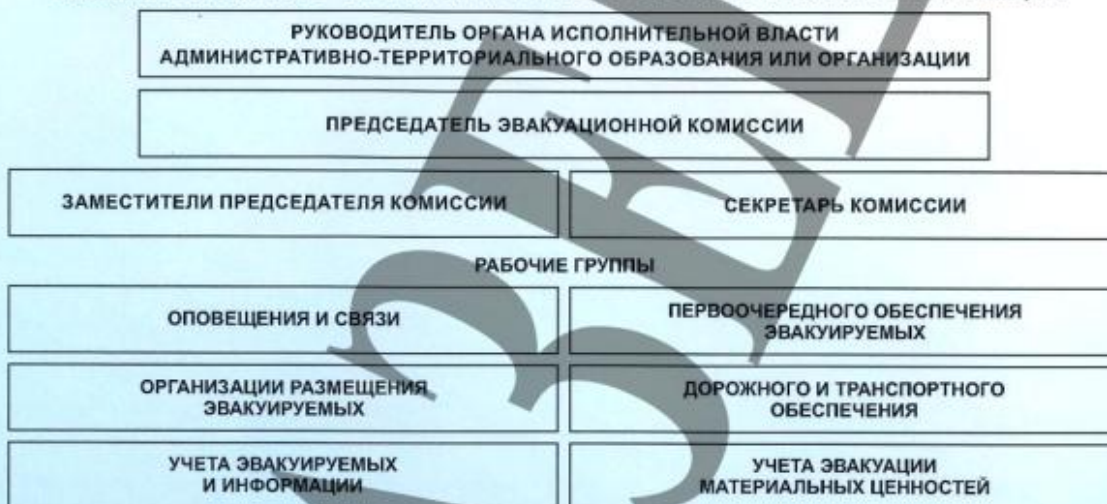 РУКОВОДИТЕЛЬ ОРГАНА ИСПОЛНИТЕЛЬНОЙ ВЛАСТИ
АДМИНИСТРАТИВНО-ТЕРРИТОРИАЛЬНОГО ОБРАЗОВАНИЯ ИЛИ ОРГАНИЗАЦИИ
ПРЕДСЕДАТЕЛЬ ЭВАКУАЦИОННОЙ КОМИССИИ
ЗАМЕСТИТЕЛИ ПРЕДСЕДАТЕЛЯ КОМИССИИ
СЕКРЕТАРЬ КОМИССИИ
РАБОЧИЕ ГРУППЫ
ОПОВЕЩЕНИЯ И СВЯЗИ
ПЕРВООЧЕРЕДНОГО ОБЕСПЕЧЕНИЯ
ЭВАКУИРУЕМЫХ
ОРГАНИЗАЦИИ РАЗМЕЩЕНИЯ
ЭВАКУИРУЕМЫХ
ДОРОЖНОГО И ТРАНСПОРТНОГО
ОБЕСПЕЧЕНИЯ
УЧЕТА ЭВАКУИРУЕМЫХ
И ИНФОРМАЦИИ
УЧЕТА ЭВАКУАЦИИ
МАТЕРИАЛЬНЫХ ЦЕННОСТЕЙ